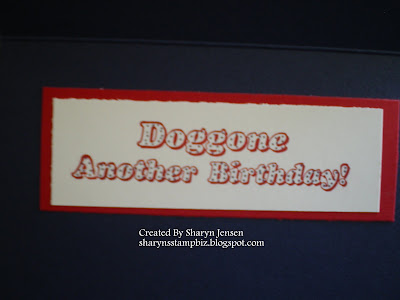 Doggone
Another Birthday!
Created By Sharyn Jensen
sharynsstampbiz.blogspot.com